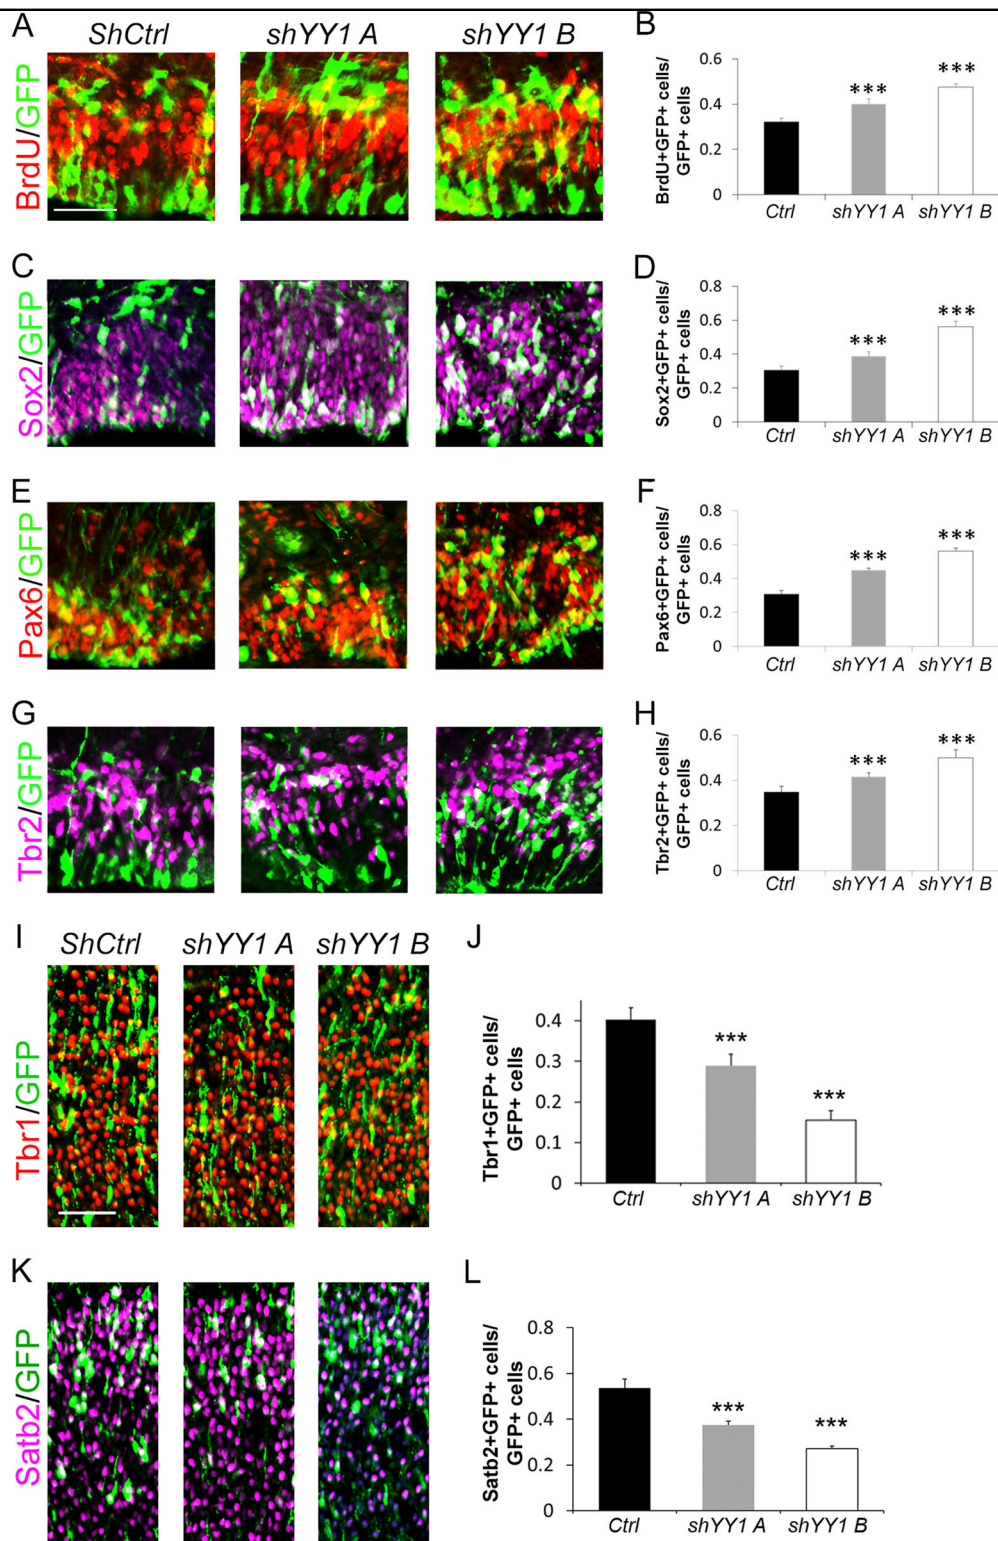 A
ShCtrl
shYY1 A
shYY1 B
BrdU/GFP
B
BrdU+GFP+ cells/
GFP+ cells
0.6
0.4
0.2
0
***
***
Ctrl
shYY1 A
shYY1 B
C
Sox2/GFP
D
Sox2+GFP+ cells/
GFP+ cells
0.8
0.6
0.4
0.2
0
***
***
Ctrl
shYY1 A
shYY1 B
E
Pax6/GFP
F
Pax6+GFP+ cells/
GFP+ cells
0.8
0.6
0.4
0.2
0
***
***
Ctrl
shYY1 A
shYY1 B
G
Tbr2/GFP
H
Tbr2+GFP+ cells/
GFP+ cells
0.6
0.4
0.2
0
***
***
Ctrl
shYY1 A
shYY1 B
I
ShCtrl
shYY1 A
shYY1 B
Tbr1/GFP
J
Tbr1+GFP+ cells/
GFP+ cells
0.4
0.3
0.2
0.1
0
***
***
Ctrl
shYY1 A
shYY1 B
K
Satb2/GFP
L
Satb2+GFP+ cells/
GFP+ cells
0.8
0.6
0.4
0.2
0
***
***
Ctrl
shYY1 A
shYY1 B